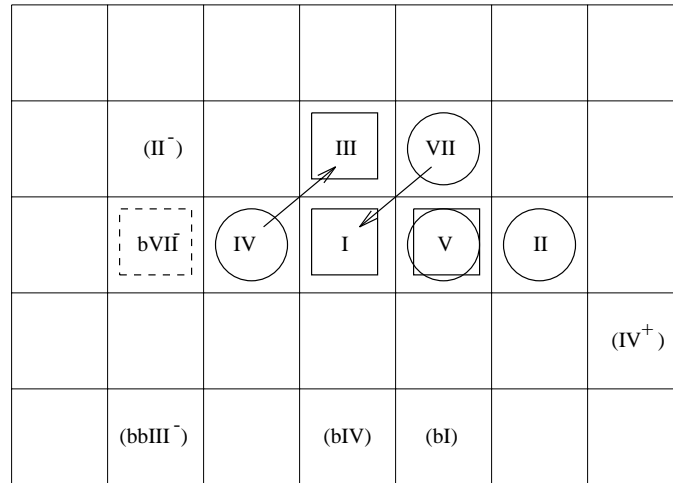 (II⁻) III VII
bVII⁻ IV I V II
(IV⁺)
(bbIII⁻) (bIV) (bI)